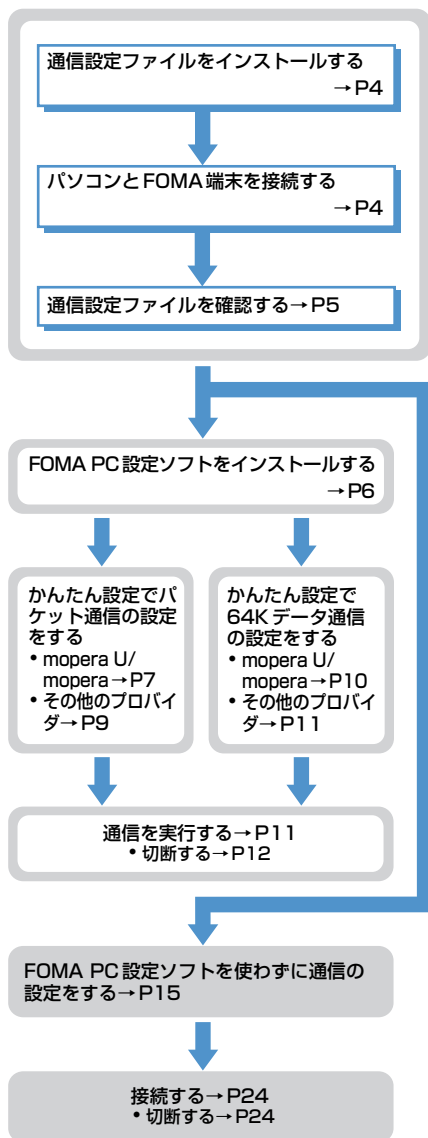 通信設定ファイルをインストールする
→P4
パソコンとFOMA端末を接続する
→P4
通信設定ファイルを確認する→P5
FOMA PC設定ソフトをインストールする
→P6
かんたん設定でパ
ケット通信の設定
をする
• mopera U/
mopera→P7
• その他のプロバイ
ダ→P9
かんたん設定で
64Kデータ通信
の設定をする
• mopera U/
mopera→P10
• その他のプロバイ
ダ→P11
通信を実行する→P11
• 切断する→P12
FOMA PC設定ソフトを使わずに通信の
設定をする→P15
接続する→P24
• 切断する→P24